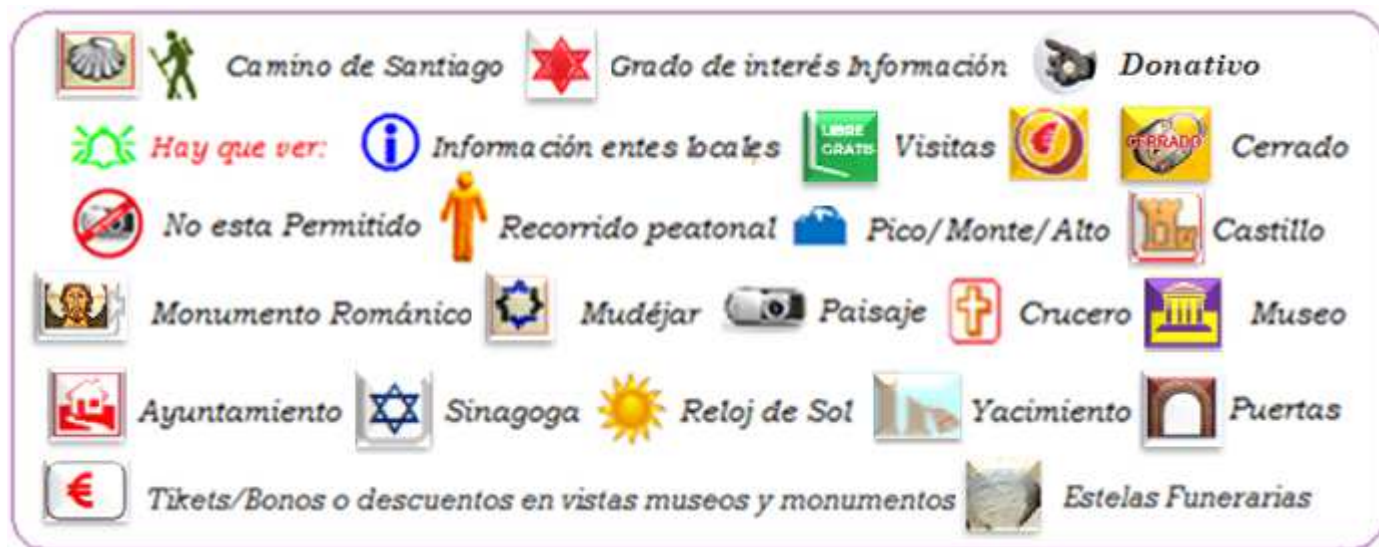 Camino de Santiago Grado de interés Información Donativo
Hay que ver: Información entes locales LIBRE GRATIS Visitas CERRADO Cerrado
No esta Permitido Recorrido peatonal Pico/Monte/Alto Castillo
Monumento Románico Mudéjar Paisaje Crucero Museo
Ayuntamiento Sinagoga Reloj de Sol Yacimiento Puertas
€ Tikets/Bonos o descuentos en vistas museos y monumentos Estelas Funerarias